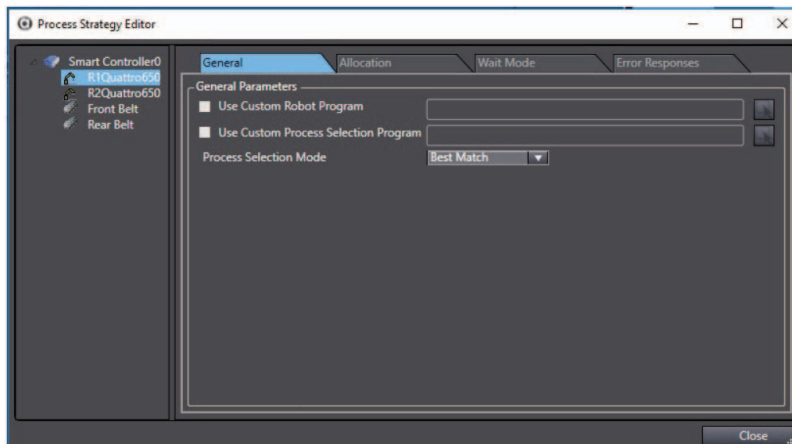 Process Strategy Editor
Smart Controller0
R1Quattro650
R2Quattro650
Front Belt
Rear Belt
General
Allocation
Wait Mode
Error Responses
General Parameters
Use Custom Robot Program
Use Custom Process Selection Program
Process Selection Mode
Best Match
Close